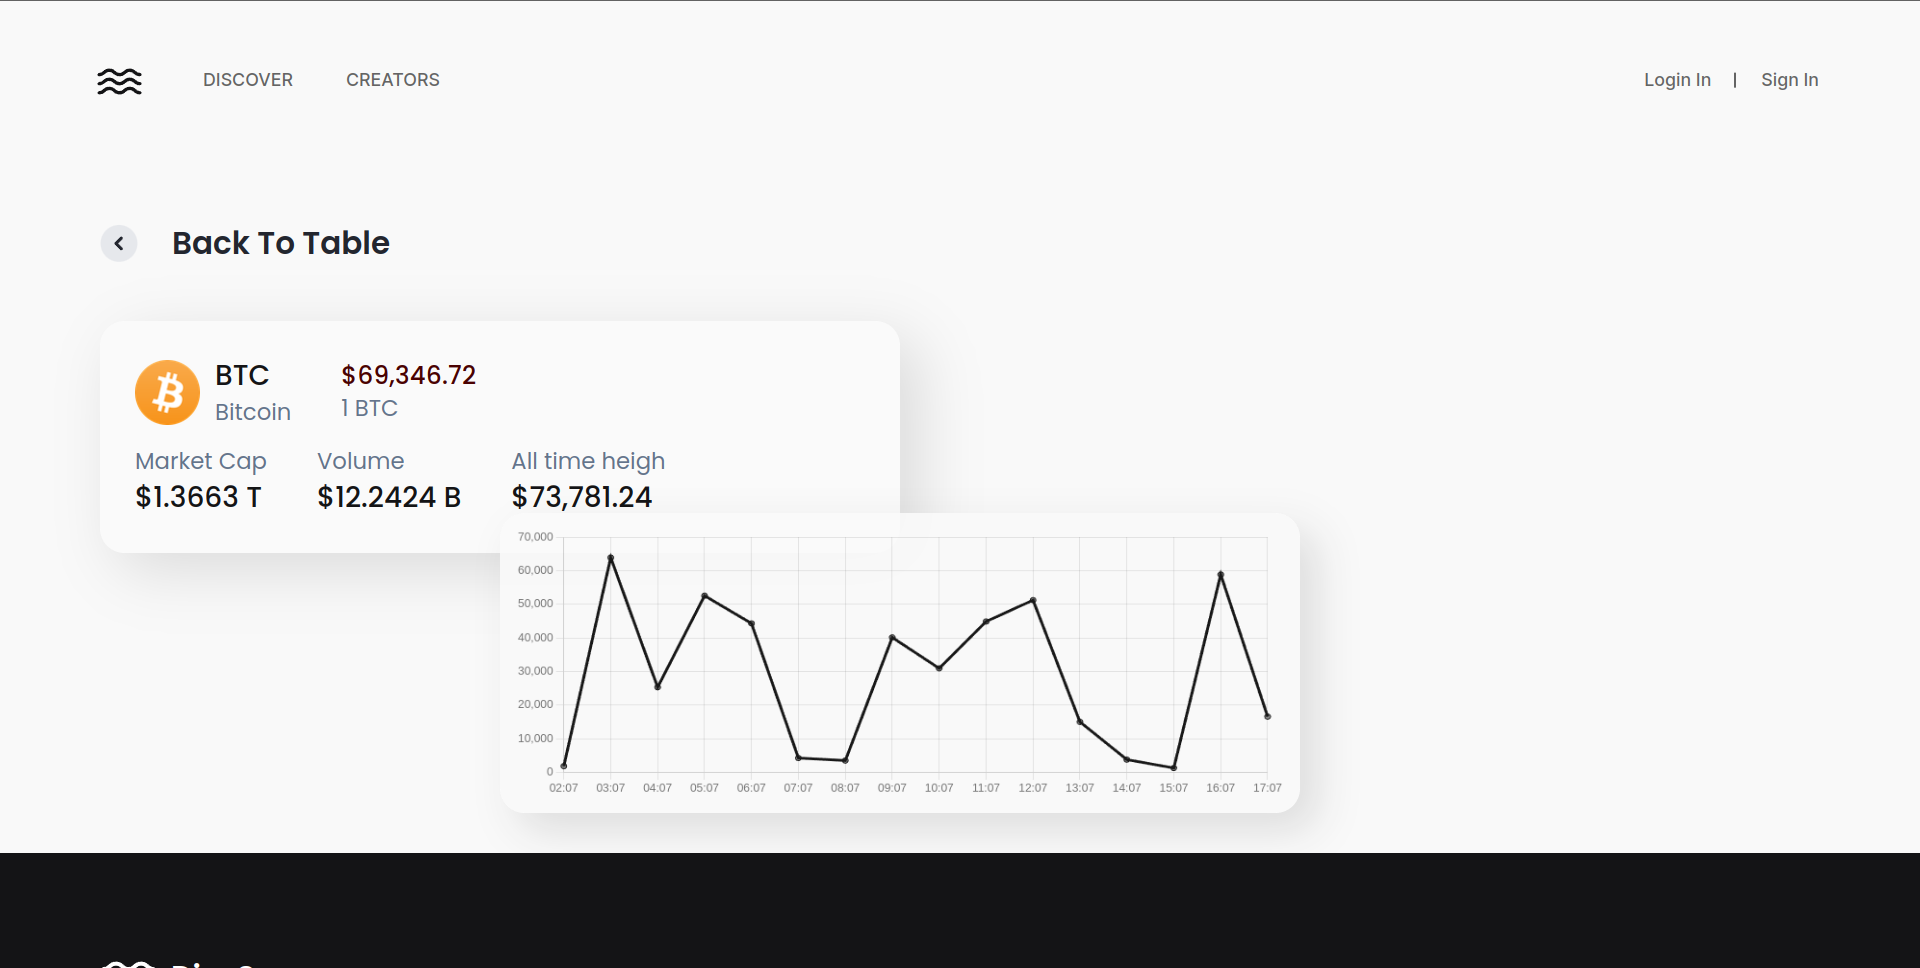 DISCOVER CREATORS Login In | Sign In
Back To Table
BTC $69,346.72
Bitcoin 1 BTC
Market Cap Volume All time heigh
$1.3663 T $12.2424 B $73,781.24
70,000
60,000
50,000
40,000
30,000
20,000
10,000
0
02:07 03:07 04:07 05:07 06:07 07:07 08:07 09:07 10:07 11:07 12:07 13:07 14:07 15:07 16:07 17:07